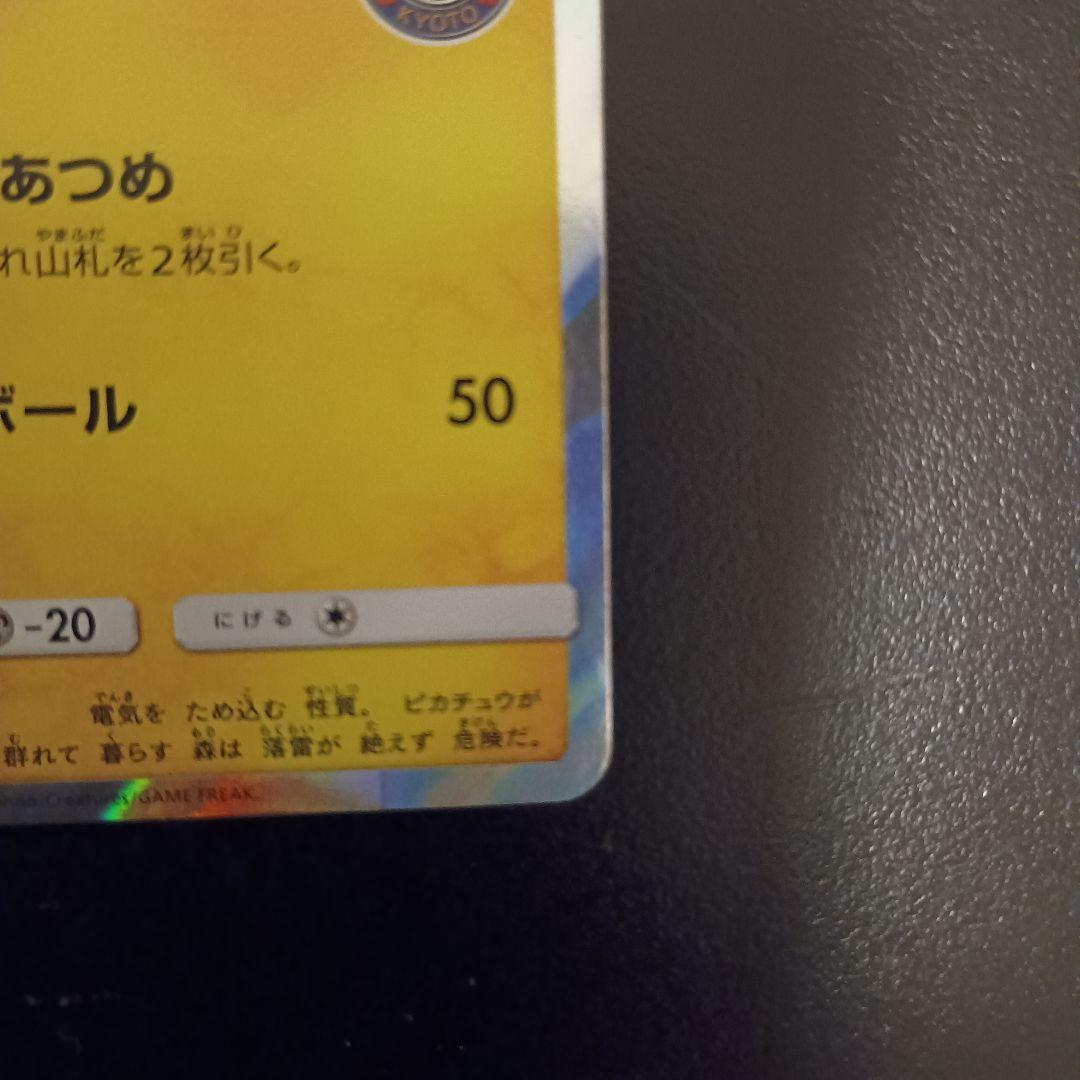 KYOTO
あつめ
やまふだ まい ひ
れ山札を2枚引く。
ボール 50
-20 にげる
でんき こ せいしつ
電気を ため込む 性質。 ピカチュウが
む く もり らくらい た きけん
群れて 暮らす 森は 落雷が 絶えず 危険だ。
Creatures/GAME FREAK.